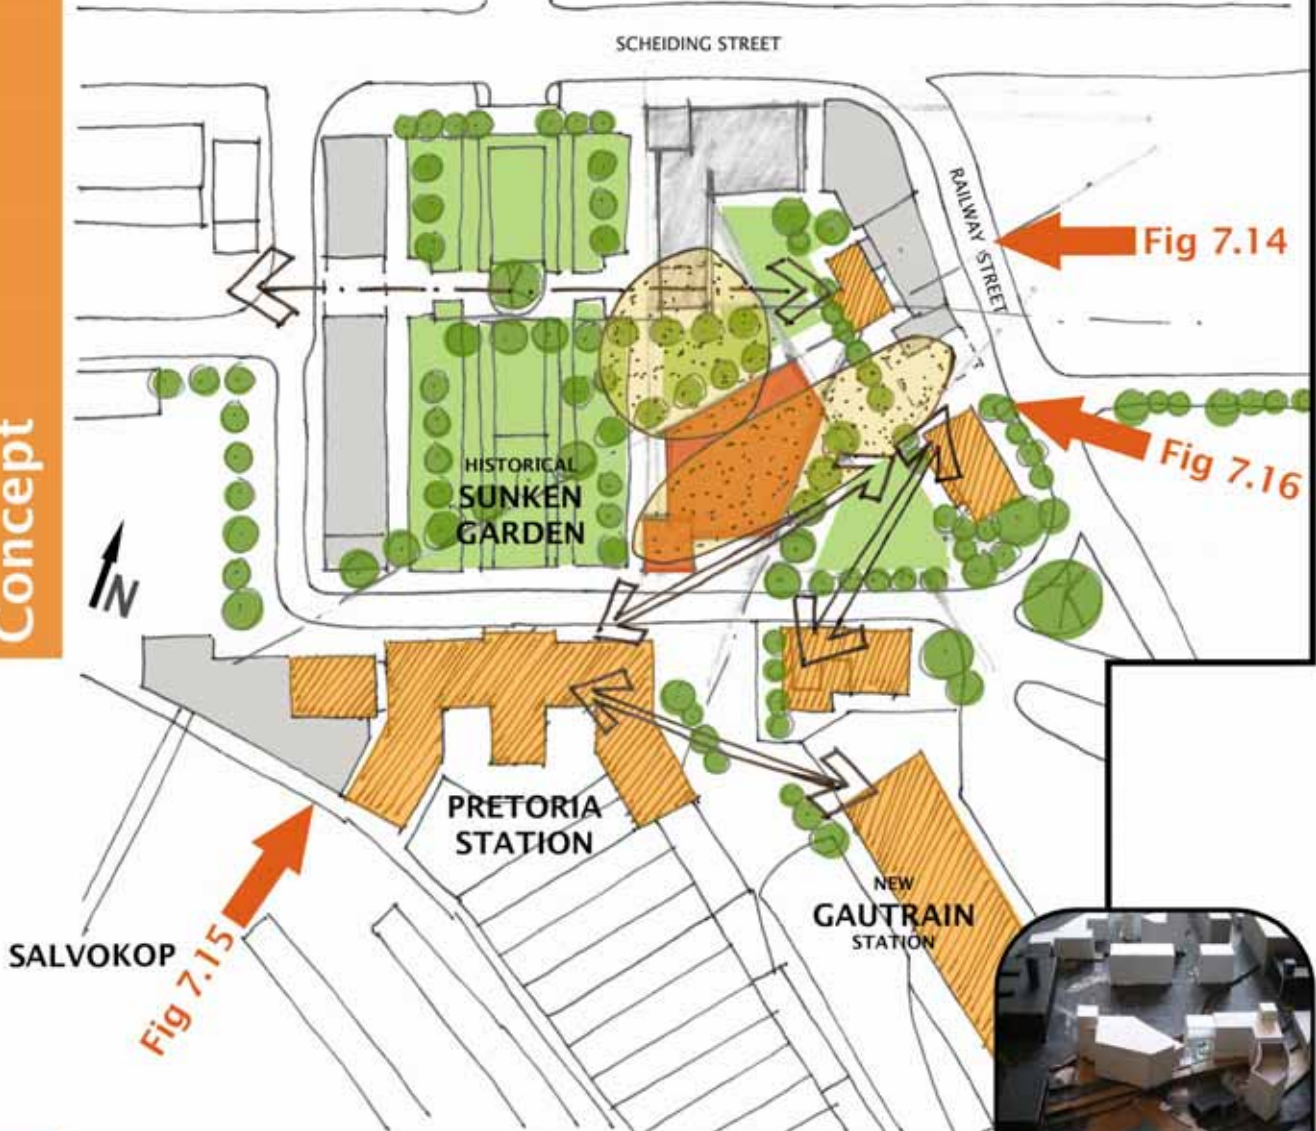 Concept
SCHEIDING STREET
RAILWAY STREET
Fig 7.14
Fig 7.16
HISTORICAL
SUNKEN
GARDEN
N
PRETORIA
STATION
NEW
GAUTRAIN
STATION
SALVOKOP
Fig 7.15